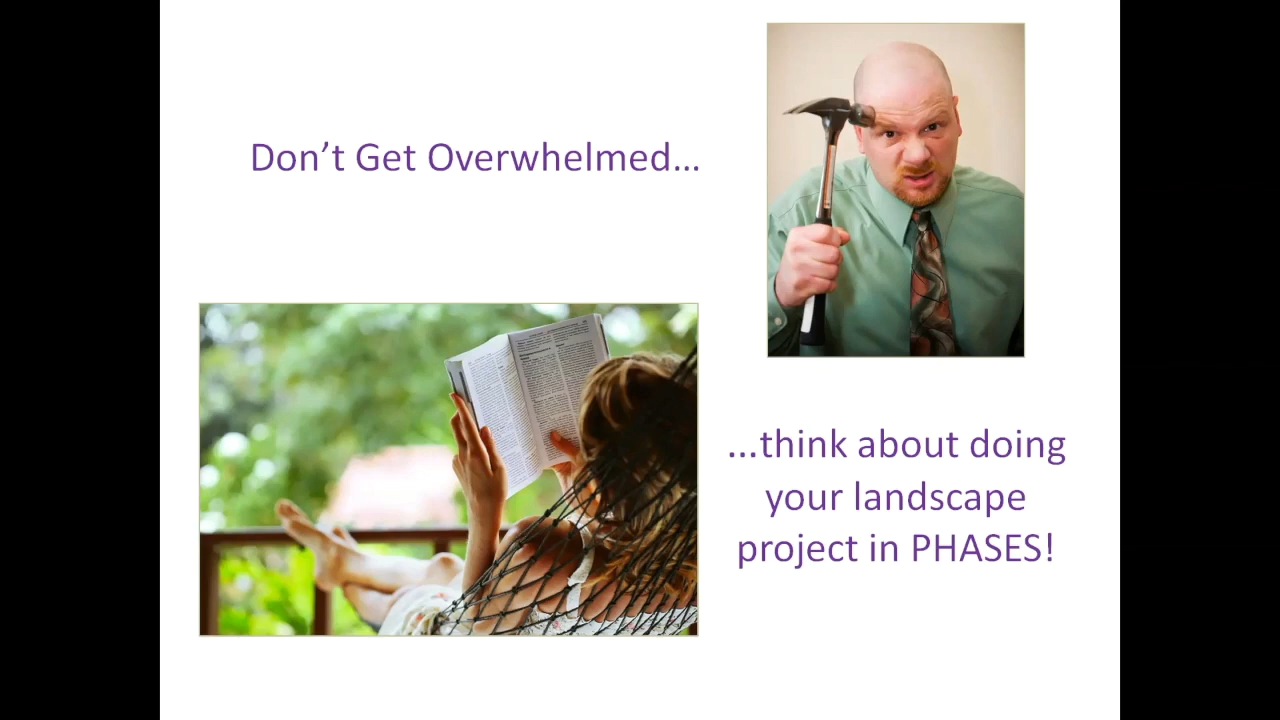 Don’t Get Overwhelmed…
…think about doing
your landscape
project in PHASES!